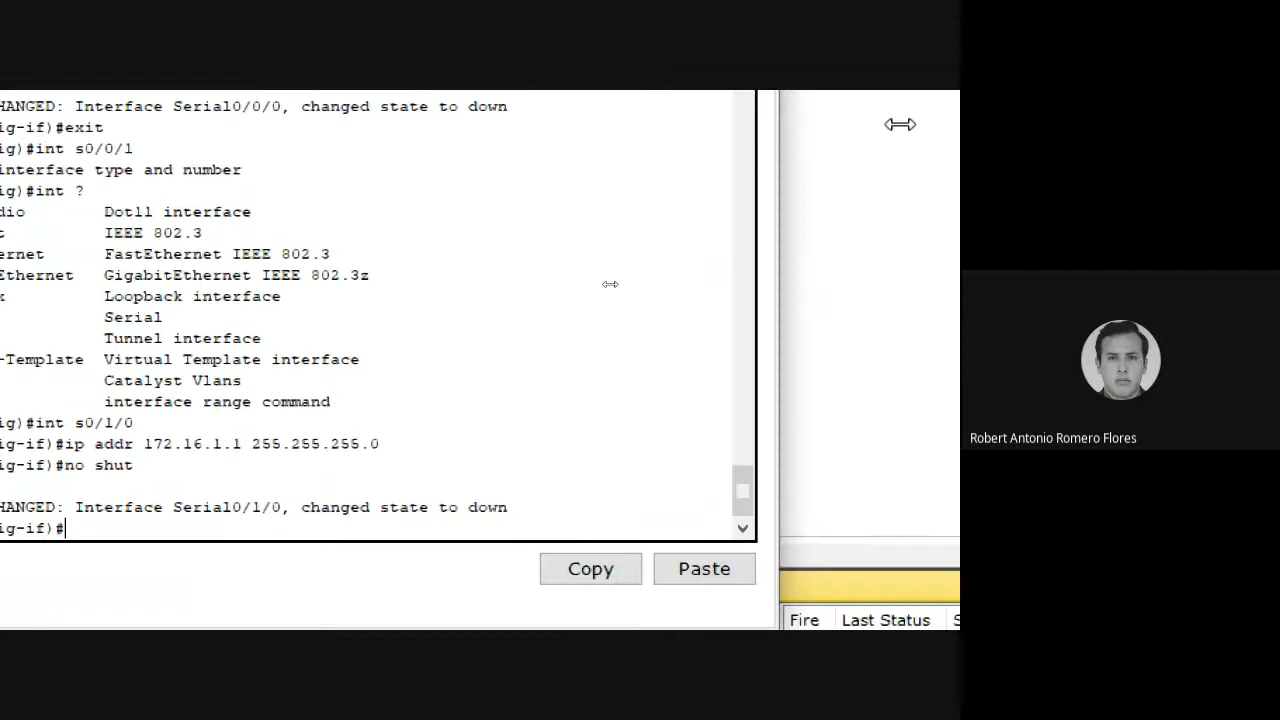 HANGED: Interface Serial0/0/0, changed state to down
ig-if)#exit
ig)#int s0/0/1
interface type and number
ig)#int ?
dio Dot11 interface
t IEEE 802.3
ernet FastEthernet IEEE 802.3
Ethernet GigabitEthernet IEEE 802.3z
k Loopback interface
Serial
Tunnel interface
-Template Virtual Template interface
Catalyst Vlans
interface range command
ig)#int s0/1/0
ig-if)#ip addr 172.16.1.1 255.255.255.0
ig-if)#no shut
HANGED: Interface Serial0/1/0, changed state to down
ig-if)#
Copy Paste
Fire Last Status S
Robert Antonio Romero Flores